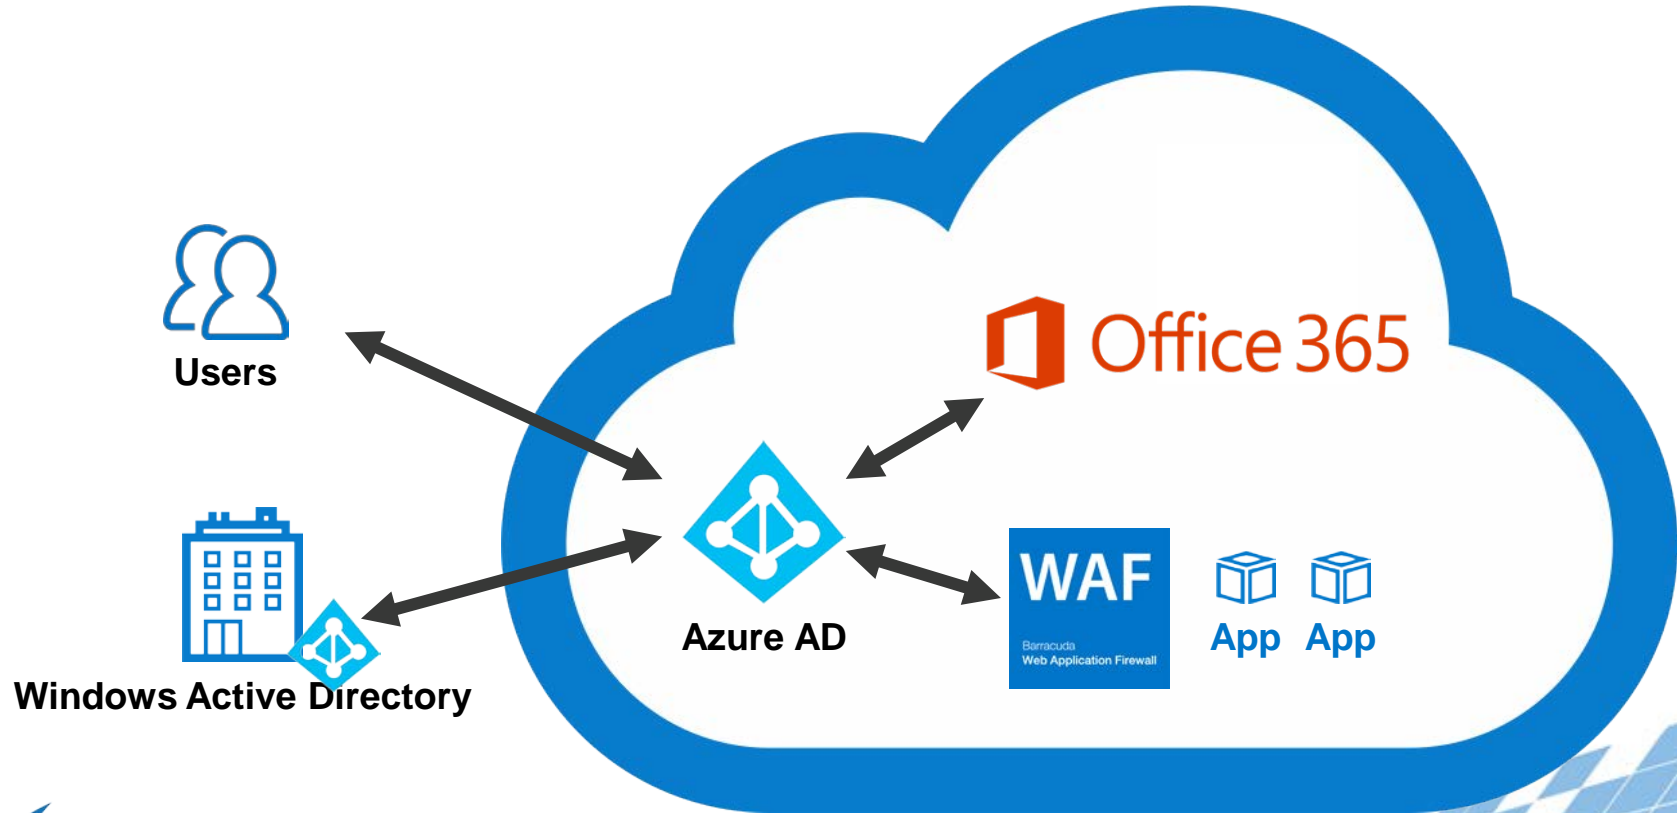 Office 365
Users
WAF
Azure AD
App App
Barracuda
Web Application Firewall
Windows Active Directory